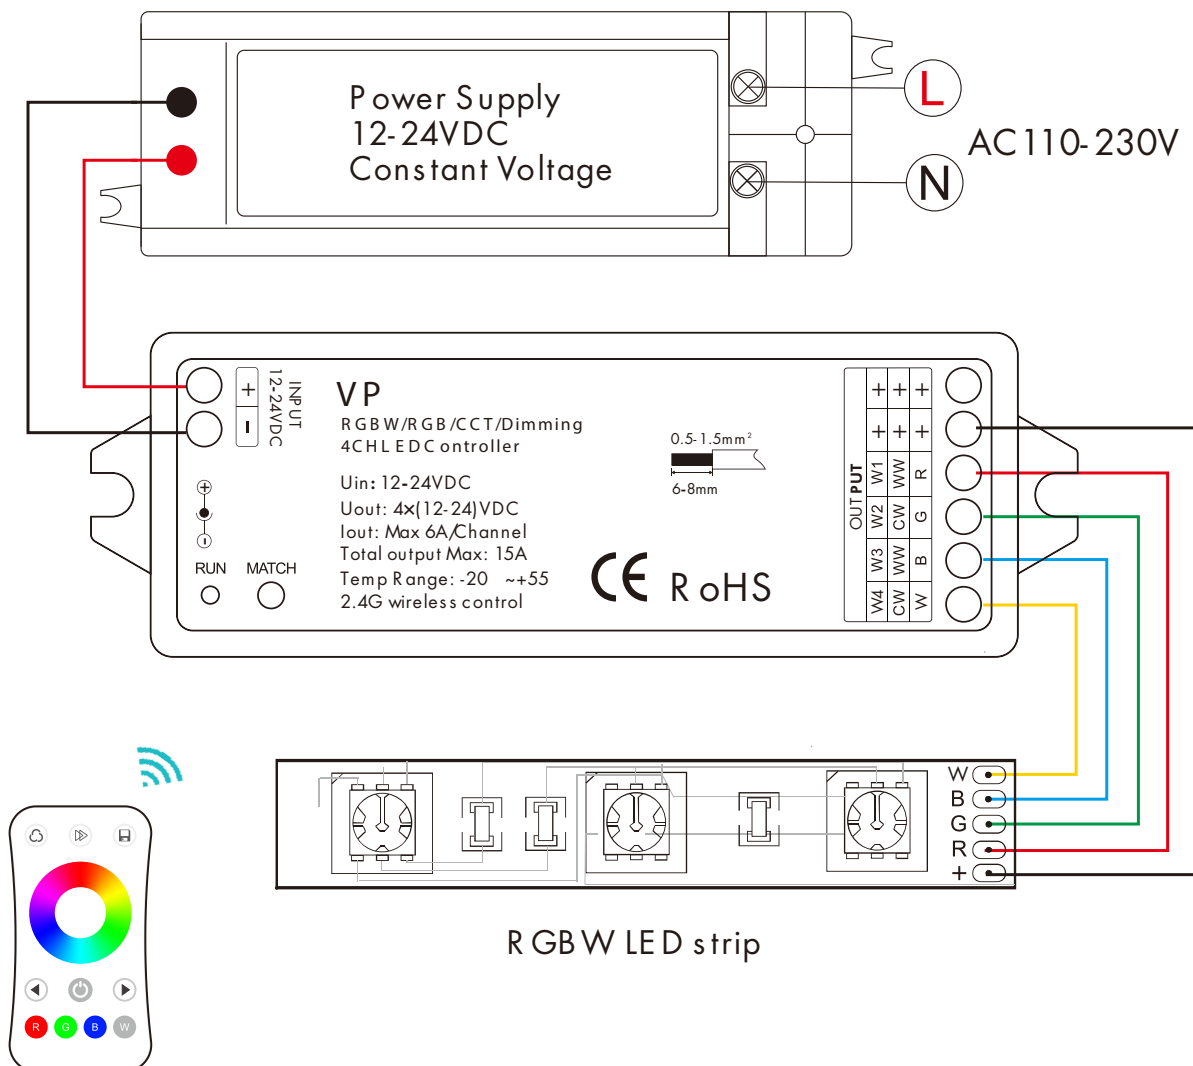 Power Supply
12-24VDC
Constant Voltage
L
N
AC110-230V
+
-
INPUT
12-24VDC
VP
RGBW/RGB/CCT/Dimming
4CH LED Controller
Uin: 12-24VDC
Uout: 4×(12-24)VDC
Iout: Max 6A/Channel
Total output Max: 15A
Temp Range: -20 ~+55
2.4G wireless control
+
-
RUN
MATCH
0.5-1.5mm²
6-8mm
CE RoHS
OUTPUT
+ + +
+ + +
W1 WW R
W2 CW G
W3 WW B
W4 CW W
W
B
G
R
+
RGBW LED strip
R G B W